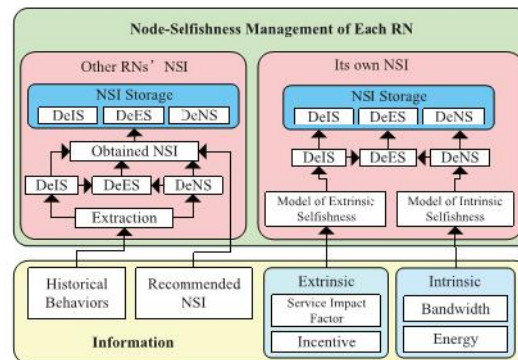 Node-Selfishness Management of Each RN
Other RNs' NSI
NSI Storage
DeIS
DeES
DeNS
Obtained NSI
DeIS
DeES
DeNS
Extraction
Its own NSI
NSI Storage
DeIS
DeES
DeNS
DeIS
DeES
DeNS
Model of Extrinsic
Selfishness
Model of Intrinsic
Selfishness
Historical
Behaviors
Recommended
NSI
Information
Extrinsic
Service Impact
Factor
Incentive
Intrinsic
Bandwidth
Energy